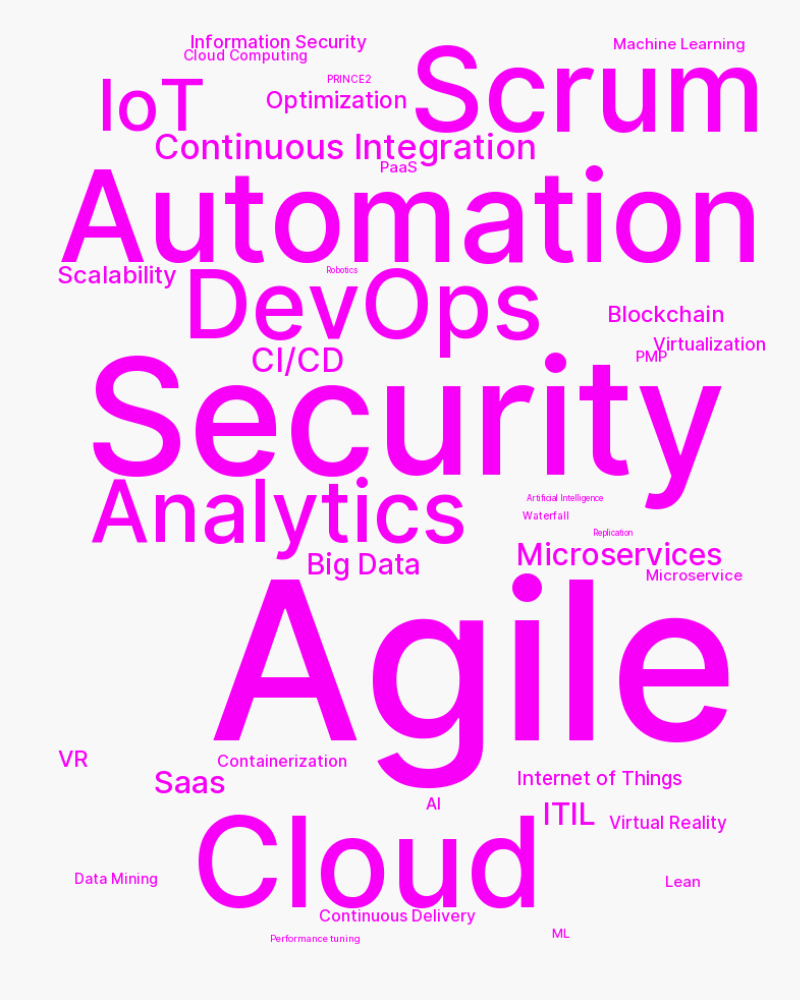 Information Security
Machine Learning
Cloud Computing
Scrum
PRINCE2
IoT
Optimization
Continuous Integration
PaaS
Automation
Robotics
Scalability
DevOps
Blockchain
Virtualization
PMP
CI/CD
Security
Artificial Intelligence
Analytics
Waterfall
Replication
Microservices
Big Data
Microservice
Agile
VR
Containerization
Internet of Things
Saas
AI
ITIL
Virtual Reality
Cloud
Data Mining
Lean
Continuous Delivery
ML
Performance tuning